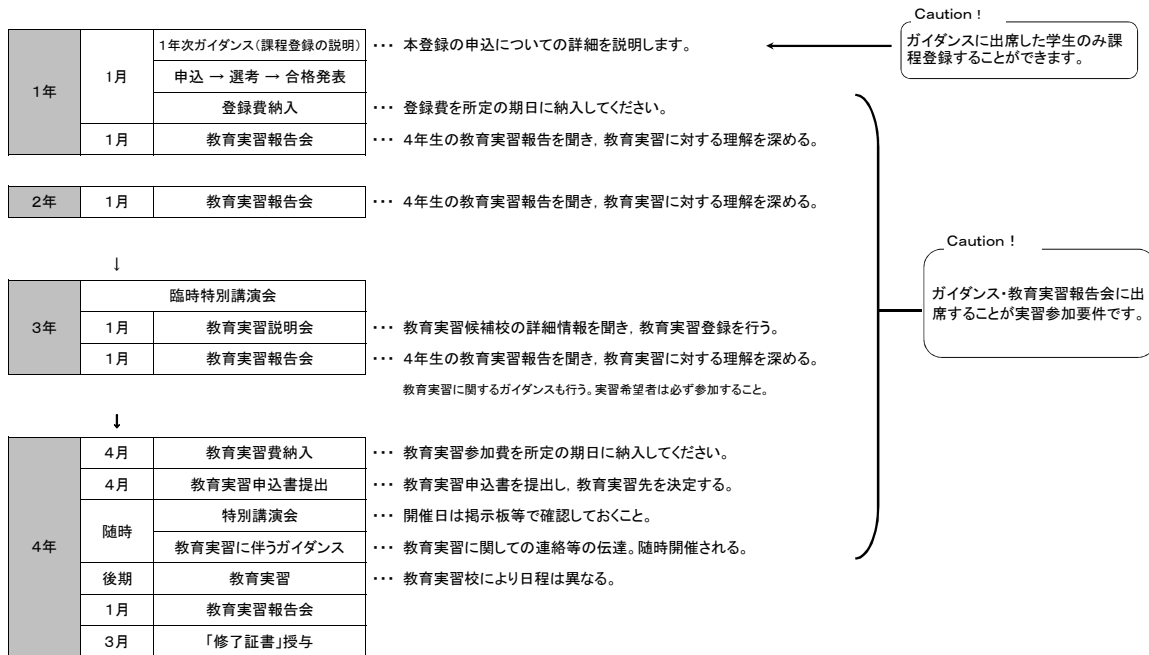 Caution！
ガイダンスに出席した学生のみ課
程登録することができます。
1年
1月
1年次ガイダンス（課程登録の説明）
・・・ 本登録の申込についての詳細を説明します。
申込 → 選考 → 合格発表
登録費納入
・・・ 登録費を所定の期日に納入してください。
1月
教育実習報告会
・・・ 4年生の教育実習報告を聞き，教育実習に対する理解を深める。
2年
1月
教育実習報告会
・・・ 4年生の教育実習報告を聞き，教育実習に対する理解を深める。
Caution！
ガイダンス・教育実習報告会に出
席することが実習参加要件です。
↓
3年
臨時特別講演会
1月
教育実習説明会
・・・ 教育実習候補校の詳細情報を聞き，教育実習登録を行う。
1月
教育実習報告会
・・・ 4年生の教育実習報告を聞き，教育実習に対する理解を深める。
教育実習に関するガイダンスも行う。実習希望者は必ず参加すること。
↓
4年
4月
教育実習費納入
・・・ 教育実習参加費を所定の期日に納入してください。
4月
教育実習申込書提出
・・・ 教育実習申込書を提出し，教育実習先を決定する。
随時
特別講演会
・・・ 開催日は掲示板等で確認しておくこと。
教育実習に伴うガイダンス
・・・ 教育実習に関しての連絡等の伝達。随時開催される。
後期
教育実習
・・・ 教育実習校により日程は異なる。
1月
教育実習報告会
3月
「修了証書」授与